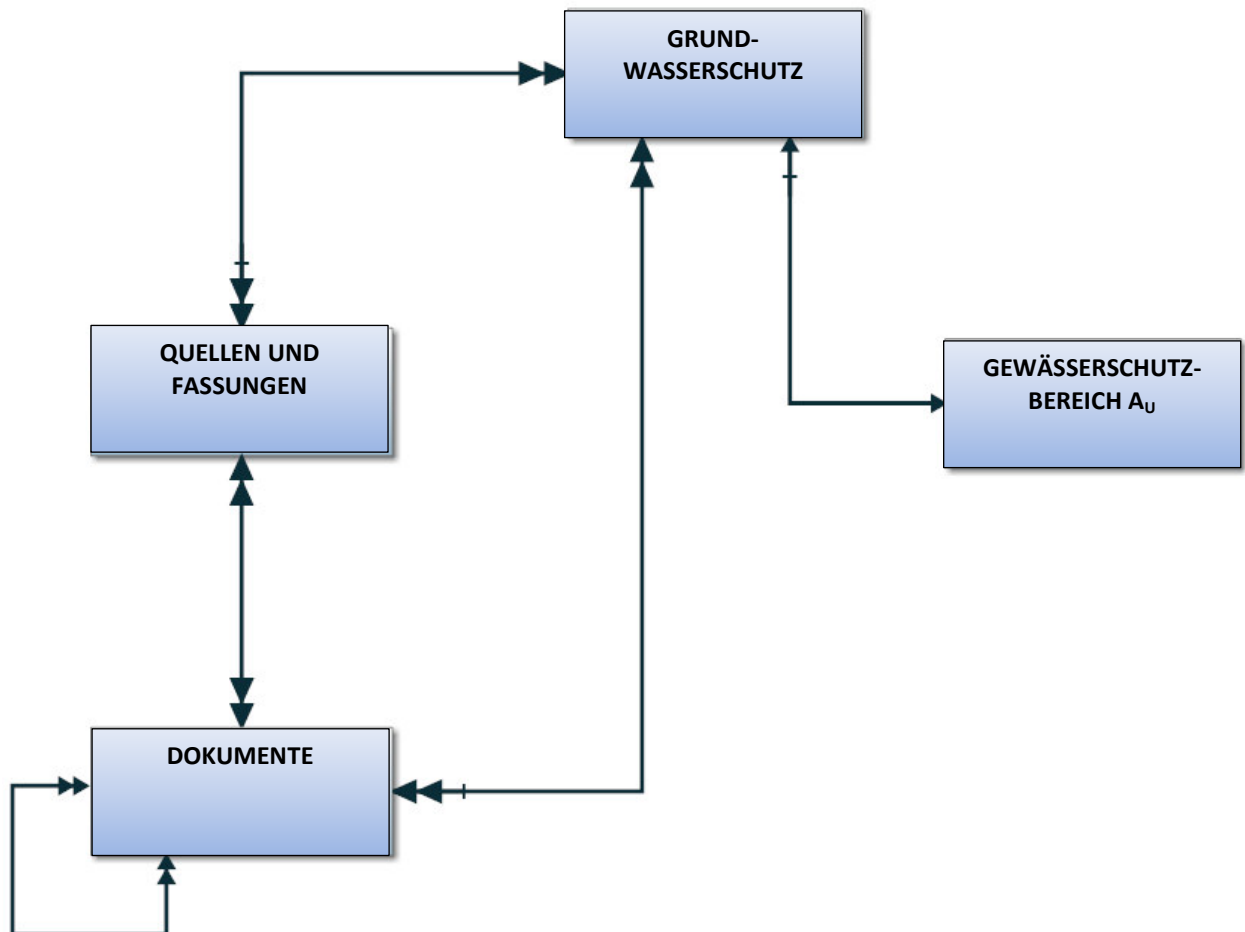 GRUND-
WASSERSCHUTZ
QUELLEN UND
FASSUNGEN
GEWÄSSERSCHUTZ-
BEREICH AU
DOKUMENTE